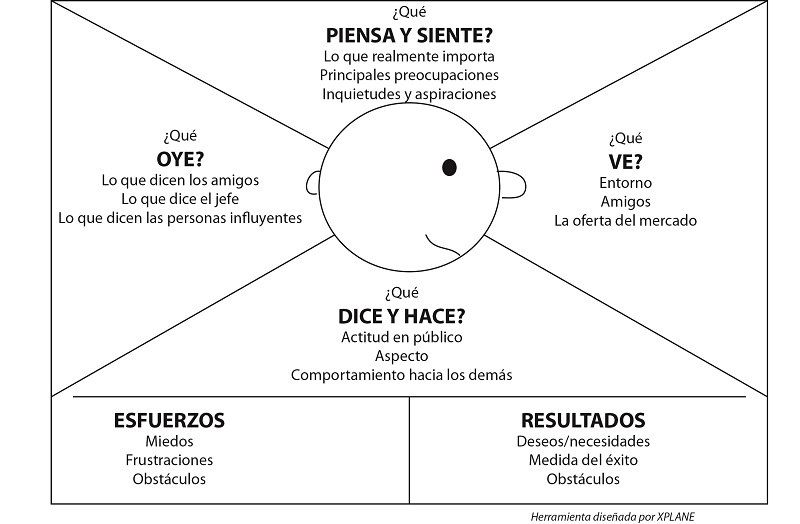 ¿Qué
PIENSA Y SIENTE?
Lo que realmente importa
Principales preocupaciones
Inquietudes y aspiraciones
¿Qué
OYE?
Lo que dicen los amigos
Lo que dice el jefe
Lo que dicen las personas influyentes
¿Qué
VE?
Entorno
Amigos
La oferta del mercado
¿Qué
DICE Y HACE?
Actitud en público
Aspecto
Comportamiento hacia los demás
ESFUERZOS
Miedos
Frustraciones
Obstáculos
RESULTADOS
Deseos/necesidades
Medida del éxito
Obstáculos
Herramienta diseñada por XPLANE